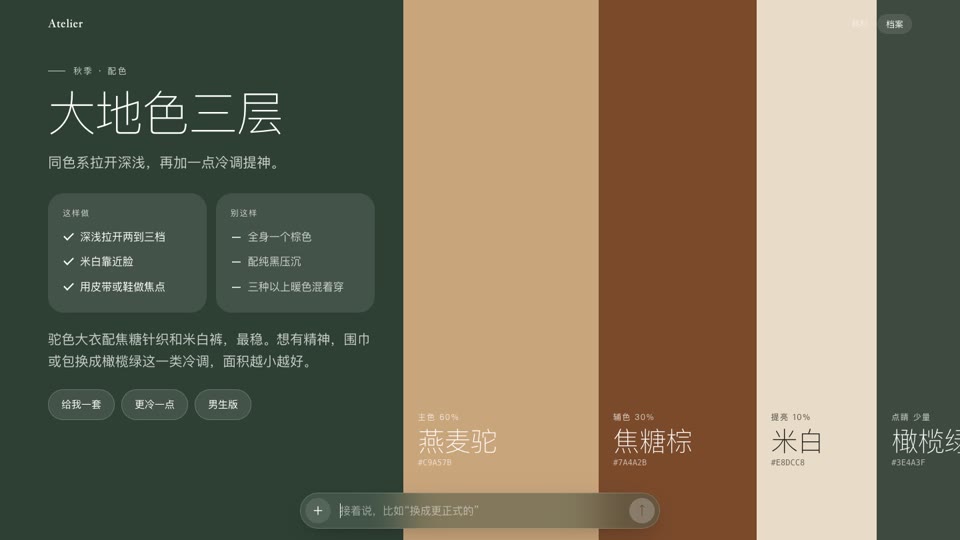 Atelier
档案
秋季 · 配色
大地色三层
同色系拉开深浅，再加一点冷调提神。
这样做
深浅拉开两到三档
米白靠近脸
用皮带或鞋做焦点
别这样
全身一个棕色
配纯黑压沉
三种以上暖色混着穿
驼色大衣配焦糖针织和米白裤，最稳。想有精神，围巾
或包换成橄榄绿这一类冷调，面积越小越好。
给我一套
更冷一点
男生版
主色 60%
燕麦驼
#C9A57B
辅色 30%
焦糖棕
#7A4A2B
提亮 10%
米白
#E8DCC8
点睛 少量
橄榄绿
#3E4A3F
接着说，比如“换成更正式的”